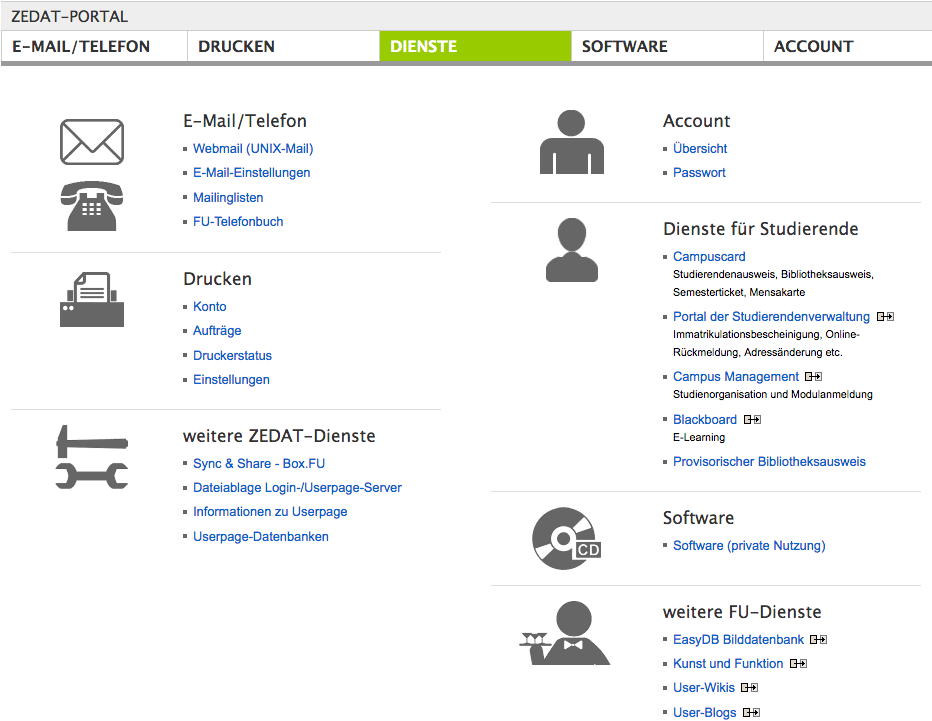 ZEDAT-PORTAL
E-MAIL/TELEFON
DRUCKEN
DIENSTE
SOFTWARE
ACCOUNT
E-Mail/Telefon
Webmail (UNIX-Mail)
E-Mail-Einstellungen
Mailinglisten
FU-Telefonbuch
Drucken
Konto
Aufträge
Druckerstatus
Einstellungen
weitere ZEDAT-Dienste
Sync & Share - Box.FU
Dateiablage Login-/Userpage-Server
Informationen zu Userpage
Userpage-Datenbanken
Account
Übersicht
Passwort
Dienste für Studierende
Campuscard
Studierendenausweis, Bibliotheksausweis,
Semesterticket, Mensakarte
Portal der Studierendenverwaltung
Immatrikulationsbescheinigung, Online-
Rückmeldung, Adressänderung etc.
Campus Management
Studienorganisation und Modulanmeldung
Blackboard
E-Learning
Provisorischer Bibliotheksausweis
CD
Software
Software (private Nutzung)
weitere FU-Dienste
EasyDB Bilddatenbank
Kunst und Funktion
User-Wikis
User-Blogs